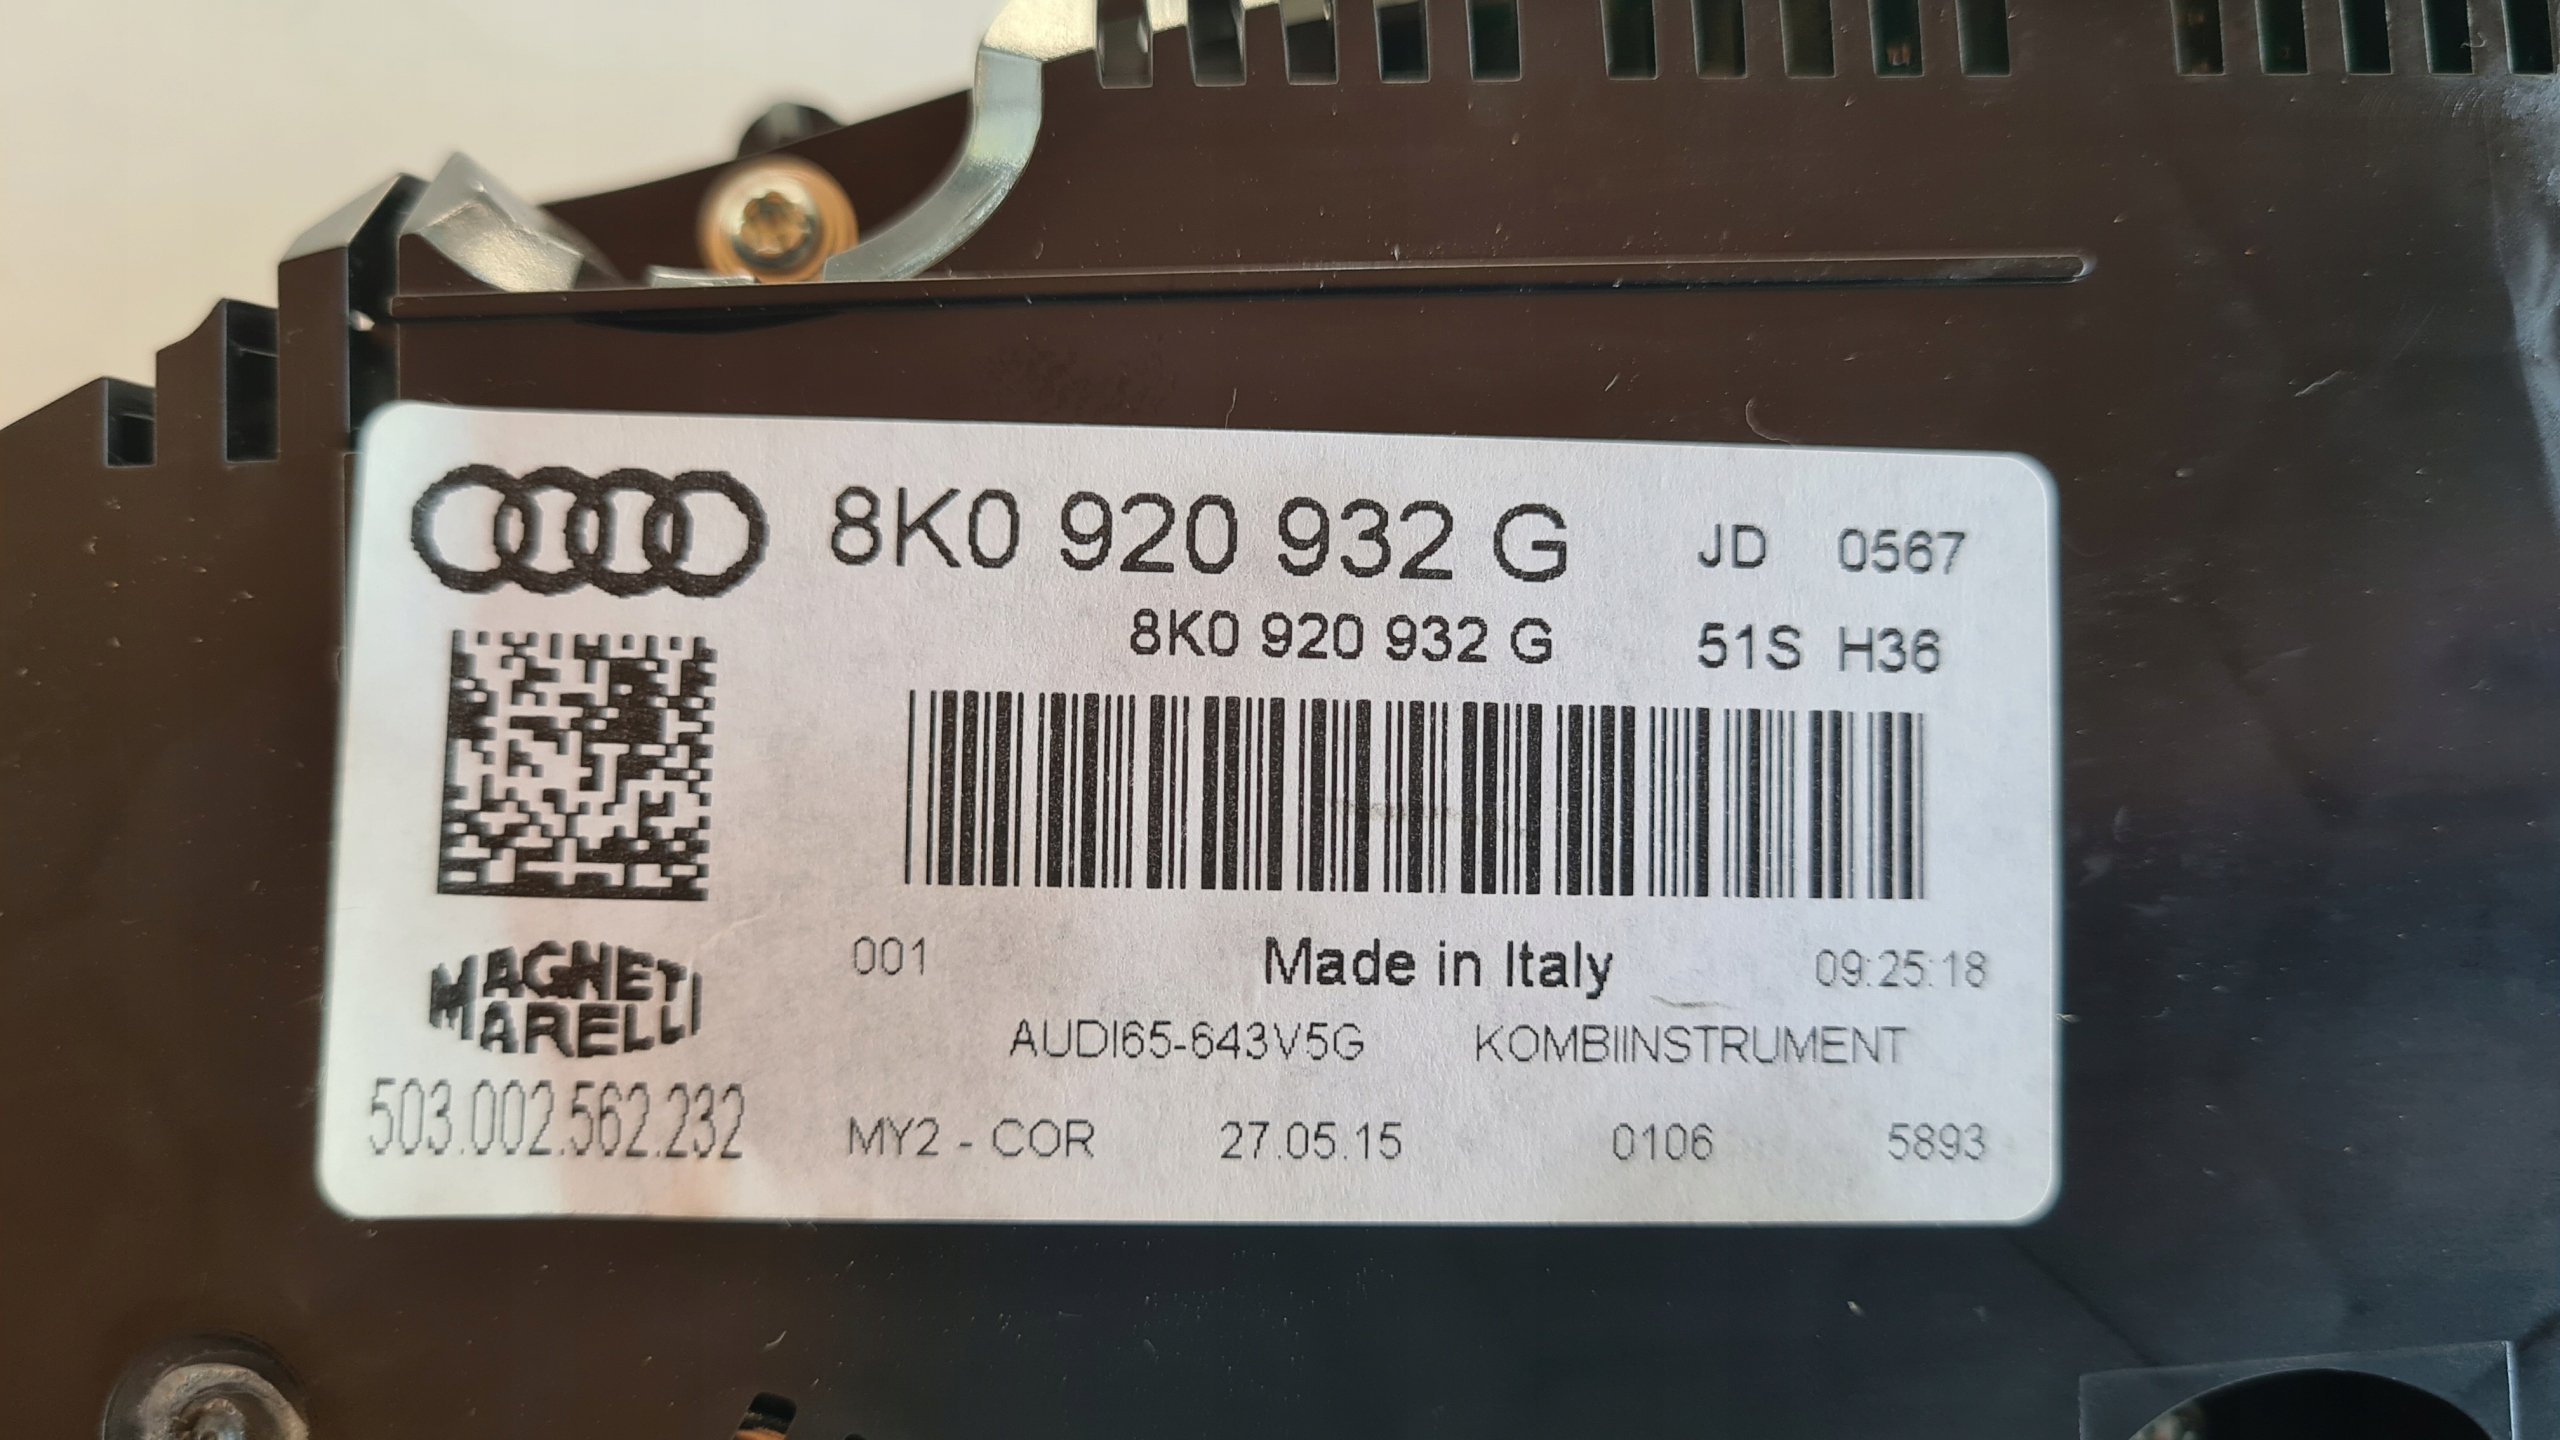 8K0 920 932 G JD 0567
8K0 920 932 G 51S H36
001 Made in Italy 09:25:18
MAGNETI
MARELLI
AUDI65-643V5G KOMBIINSTRUMENT
503.002.562.232 MY2 - COR 27.05.15 0106 5893